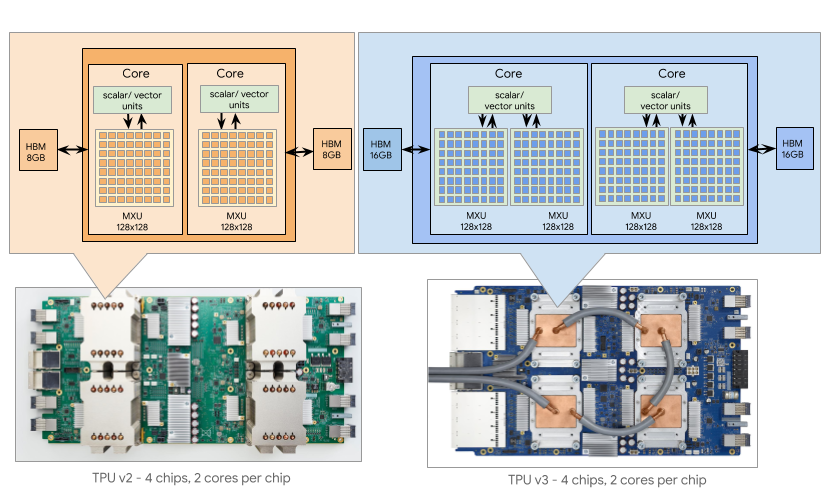 Core
Core
scalar/ vector
units
scalar/ vector
units
HBM
8GB
HBM
8GB
MXU
128x128
MXU
128x128
Core
Core
scalar/
vector units
scalar/
vector units
HBM
16GB
HBM
16GB
MXU
128x128
MXU
128x128
MXU
128x128
MXU
128x128
TPU v2 - 4 chips, 2 cores per chip
TPU v3 - 4 chips, 2 cores per chip